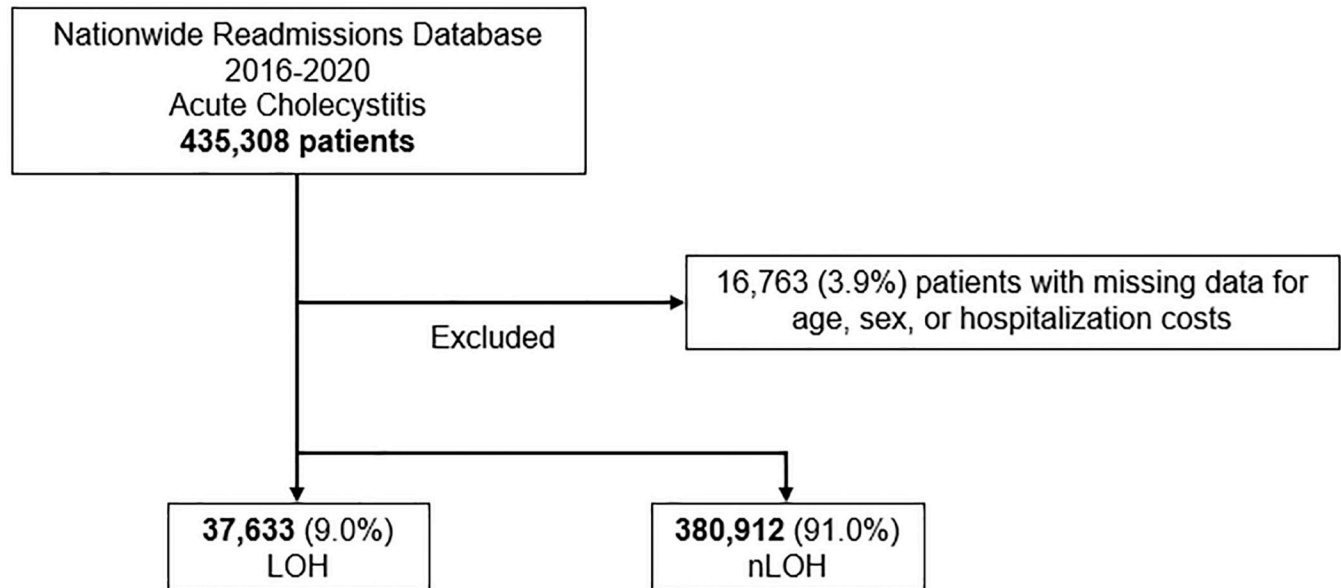 Nationwide Readmissions Database
2016-2020
Acute Cholecystitis
435,308 patients
16,763 (3.9%) patients with missing data for
age, sex, or hospitalization costs
Excluded
37,633 (9.0%)
LOH
380,912 (91.0%)
nLOH